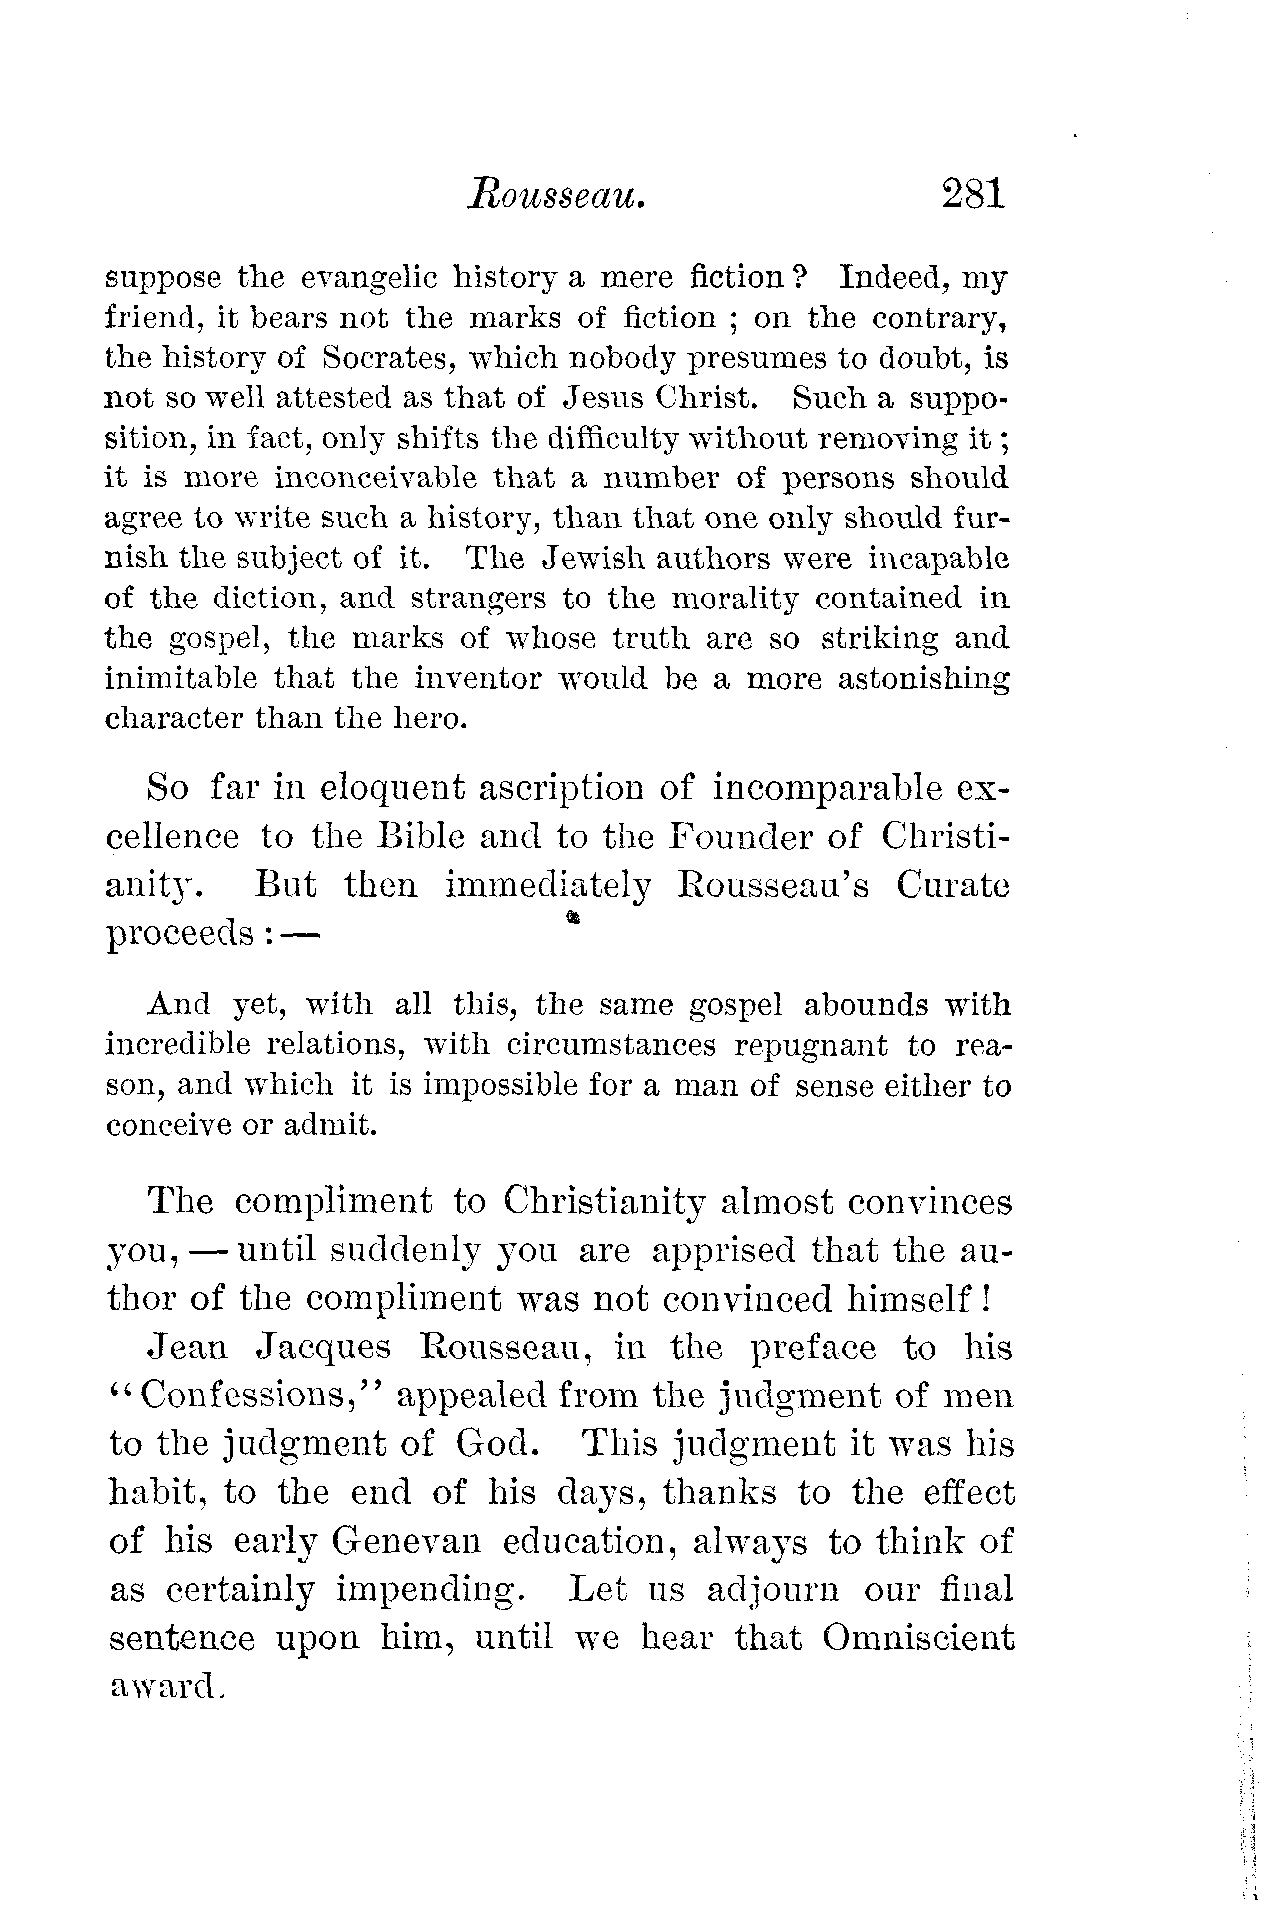 Rousseau. 281
suppose the evangelic history a mere fiction? Indeed, my
friend, it bears not the marks of fiction ; on the contrary,
the history of Socrates, which nobody presumes to doubt, is
not so well attested as that of Jesus Christ. Such a suppo-
sition, in fact, only shifts the difficulty without removing it ;
it is more inconceivable that a number of persons should
agree to write such a history, than that one only should fur-
nish the subject of it. The Jewish authors were incapable
of the diction, and strangers to the morality contained in
the gospel, the marks of whose truth are so striking and
inimitable that the inventor would be a more astonishing
character than the hero.
So far in eloquent ascription of incomparable ex-
cellence to the Bible and to the Founder of Christi-
anity. But then immediately Rousseau's Curate
proceeds : —
And yet, with all this, the same gospel abounds with
incredible relations, with circumstances repugnant to rea-
son, and which it is impossible for a man of sense either to
conceive or admit.
The compliment to Christianity almost convinces
you, — until suddenly you are apprised that the au-
thor of the compliment was not convinced himself !
Jean Jacques Rousseau, in the preface to his
“Confessions,” appealed from the judgment of men
to the judgment of God. This judgment it was his
habit, to the end of his days, thanks to the effect
of his early Genevan education, always to think of
as certainly impending. Let us adjourn our final
sentence upon him, until we hear that Omniscient
award.